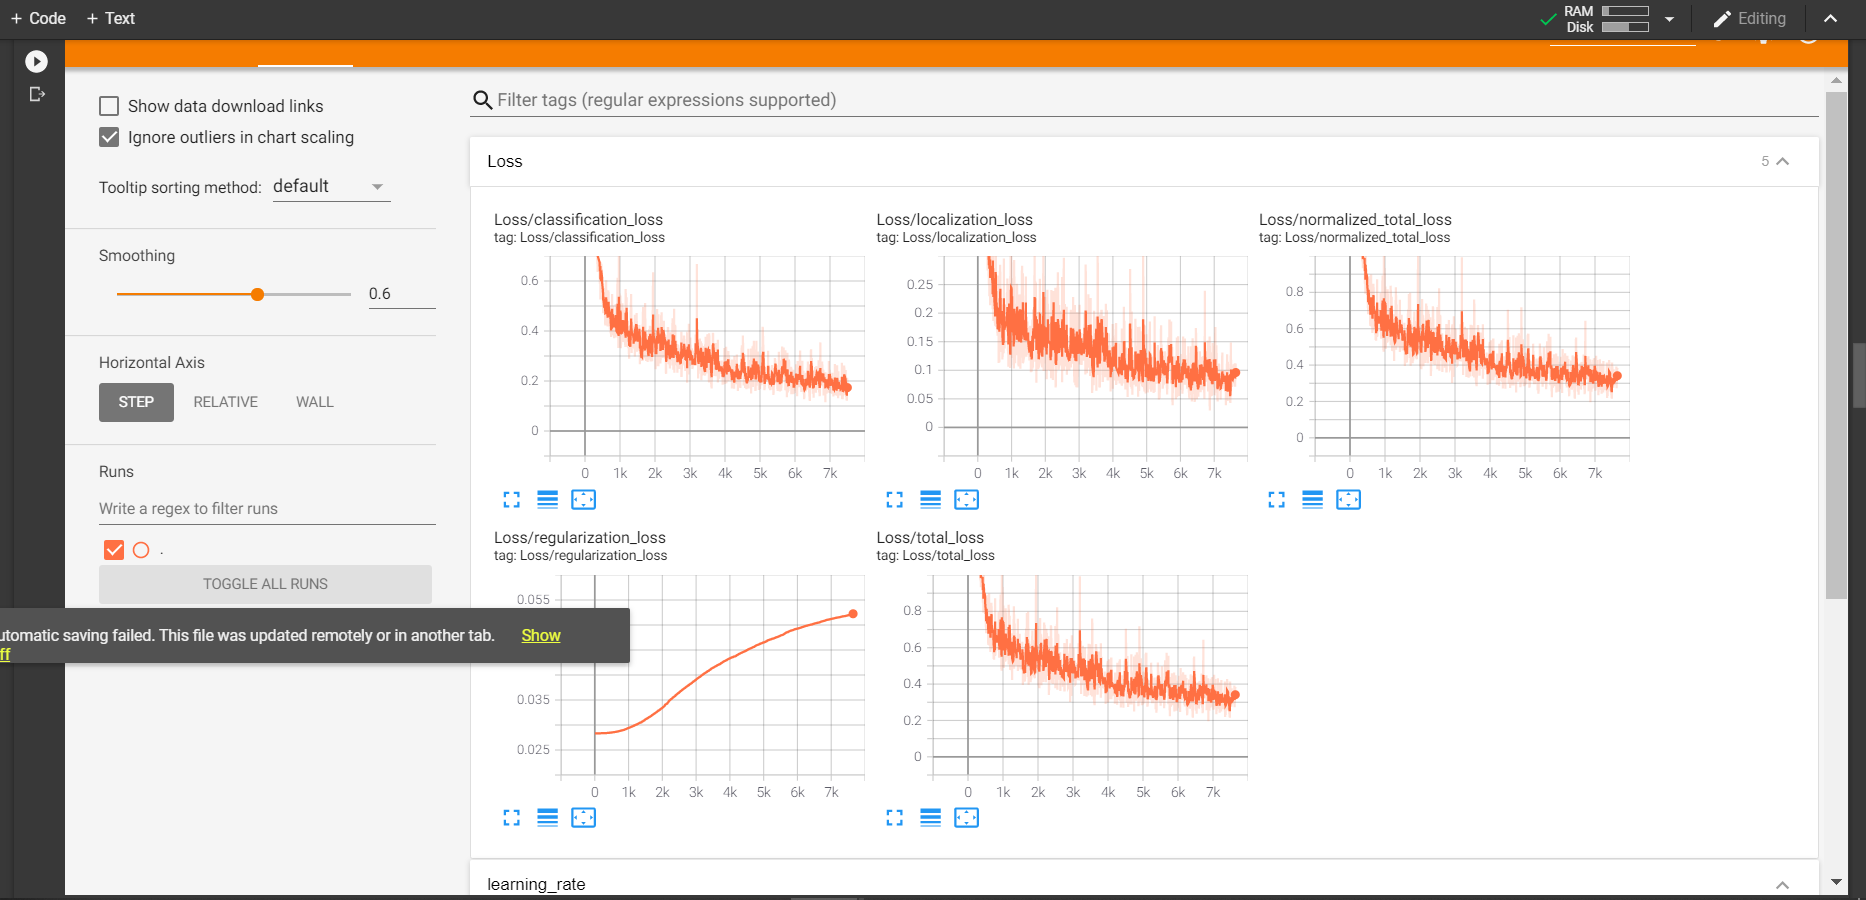 + Code + Text
RAM
Disk
Editing
Show data download links
Ignore outliers in chart scaling
Tooltip sorting method: default
Smoothing
0.6
Horizontal Axis
STEP RELATIVE WALL
Runs
Write a regex to filter runs
.
TOGGLE ALL RUNS
utomatic saving failed. This file was updated remotely or in another tab. Show
ff
Filter tags (regular expressions supported)
Loss 5
Loss/classification_loss
tag: Loss/classification_loss
0.6
0.4
0.2
0
0 1k 2k 3k 4k 5k 6k 7k
Loss/localization_loss
tag: Loss/localization_loss
0.25
0.2
0.15
0.1
0.05
0
0 1k 2k 3k 4k 5k 6k 7k
Loss/normalized_total_loss
tag: Loss/normalized_total_loss
0.8
0.6
0.4
0.2
0
0 1k 2k 3k 4k 5k 6k 7k
Loss/regularization_loss
tag: Loss/regularization_loss
0.055
0.035
0.025
0 1k 2k 3k 4k 5k 6k 7k
Loss/total_loss
tag: Loss/total_loss
0.8
0.6
0.4
0.2
0
0 1k 2k 3k 4k 5k 6k 7k
learning_rate